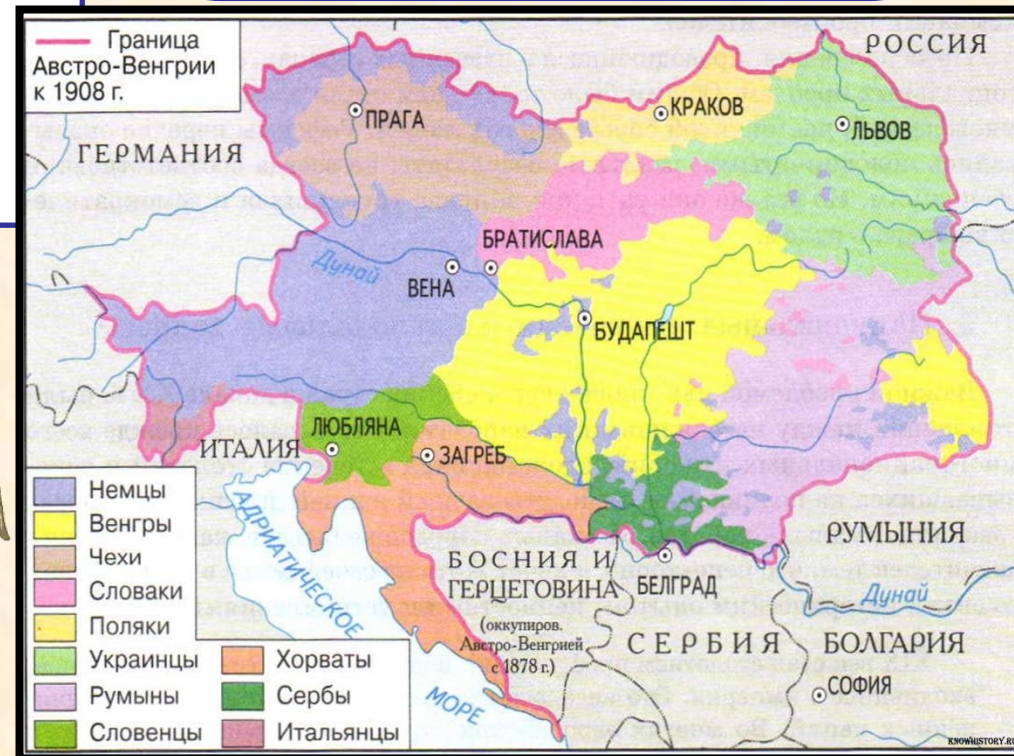 Граница
Австро-Венгрии
к 1908 г.
РОССИЯ
ГЕРМАНИЯ
ПРАГА
КРАКОВ
ЛЬВОВ
БРАТИСЛАВА
Дунай
ВЕНА
БУДАПЕШТ
ЛЮБЛЯНА
ИТАЛИЯ
ЗАГРЕБ
АДРИАТИЧЕСКОЕ
МОРЕ
БОСНИЯ И
ГЕРЦЕГОВИНА
(оккупиров.
Австро-Венгрией
с 1878 г.)
БЕЛГРАД
РУМЫНИЯ
Дунай
СЕРБИЯ
БОЛГАРИЯ
СОФИЯ
Немцы
Венгры
Чехи
Словаки
Поляки
Украинцы
Румыны
Словенцы
Хорваты
Сербы
Итальянцы
KNOWHISTORY.RU